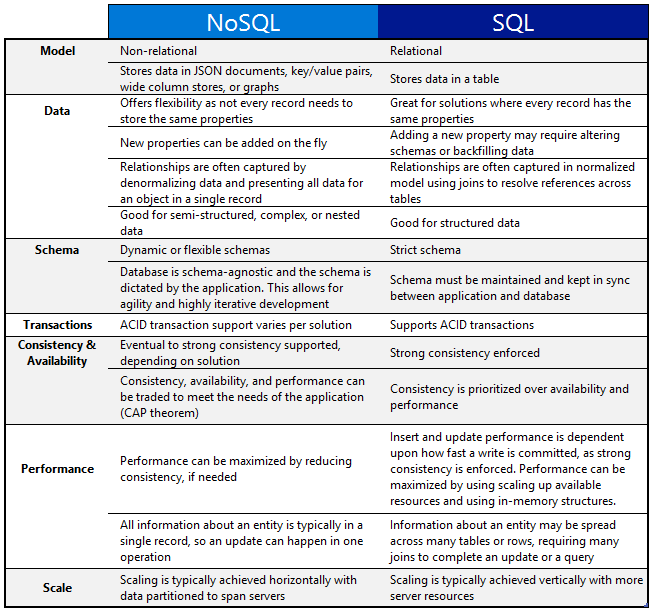 NoSQL
SQL
Model
Non-relational
Relational
Stores data in JSON documents, key/value pairs,
wide column stores, or graphs
Stores data in a table
Data
Offers flexibility as not every record needs to
store the same properties
Great for solutions where every record has the
same properties
New properties can be added on the fly
Adding a new property may require altering
schemas or backfilling data
Relationships are often captured by
denormalizing data and presenting all data for
an object in a single record
Relationships are often captured in normalized
model using joins to resolve references across
tables
Good for semi-structured, complex, or nested
data
Good for structured data
Schema
Dynamic or flexible schemas
Strict schema
Database is schema-agnostic and the schema is
dictated by the application. This allows for
agility and highly iterative development
Schema must be maintained and kept in sync
between application and database
Transactions
ACID transaction support varies per solution
Supports ACID transactions
Consistency &
Availability
Eventual to strong consistency supported,
depending on solution
Strong consistency enforced
Consistency, availability, and performance can
be traded to meet the needs of the application
(CAP theorem)
Consistency is prioritized over availability and
performance
Performance
Performance can be maximized by reducing
consistency, if needed
Insert and update performance is dependent
upon how fast a write is committed, as strong
consistency is enforced. Performance can be
maximized by using scaling up available
resources and using in-memory structures.
All information about an entity is typically in a
single record, so an update can happen in one
operation
Information about an entity may be spread
across many tables or rows, requiring many
joins to complete an update or a query
Scale
Scaling is typically achieved horizontally with
data partitioned to span servers
Scaling is typically achieved vertically with more
server resources